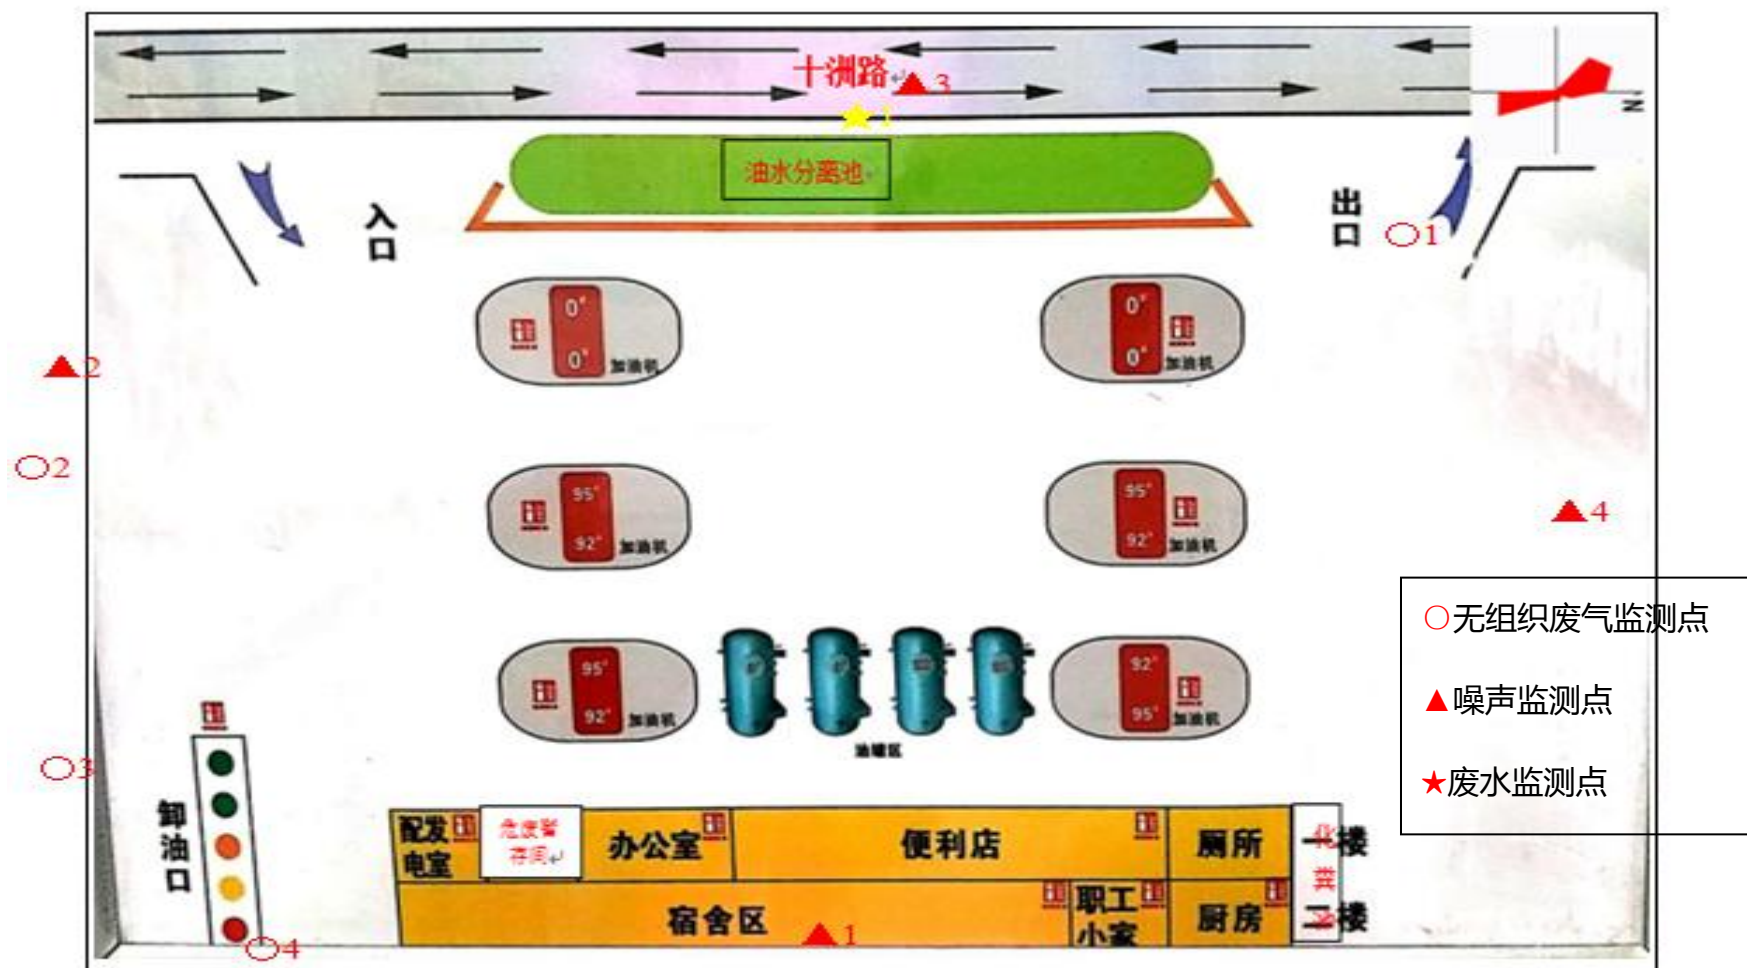 十洲路
3
1
N
油水分离池
入口
出口
1
0#
0#
加油机
0#
0#
加油机
2
2
95#
92#
加油机
95#
92#
加油机
4
○无组织废气监测点
▲噪声监测点
★废水监测点
95#
92#
加油机
92#
95#
加油机
油罐区
3
卸油口
配发电室
危废暂存间
办公室
便利店
厕所
一楼
化粪
宿舍区
职工小家
厨房
二楼
1
4